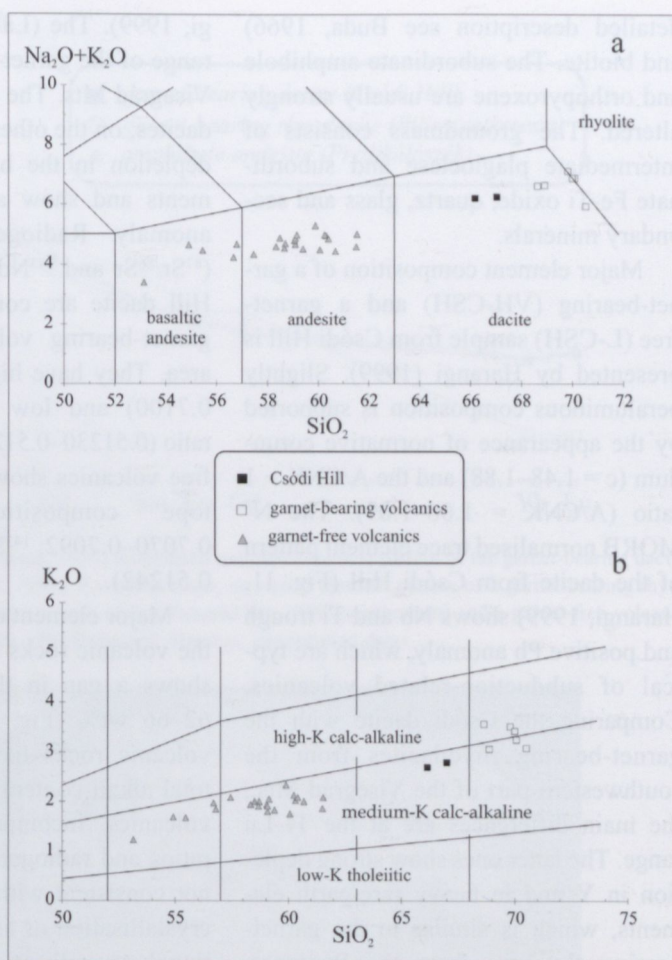 a
Na₂O+K₂O
10
rhyolite
8
6
4
2
basaltic
andesite
andesite
dacite
0
50 52 54 56 58 60 62 64 66 68 70 72
SiO₂
Csódi Hill
garnet-bearing volcanics
garnet-free volcanics
b
K₂O
6
5
4
high-K calc-alkaline
3
2
medium-K calc-alkaline
1
low-K tholeiitic
0
50 55 60 65 70 75
SiO₂